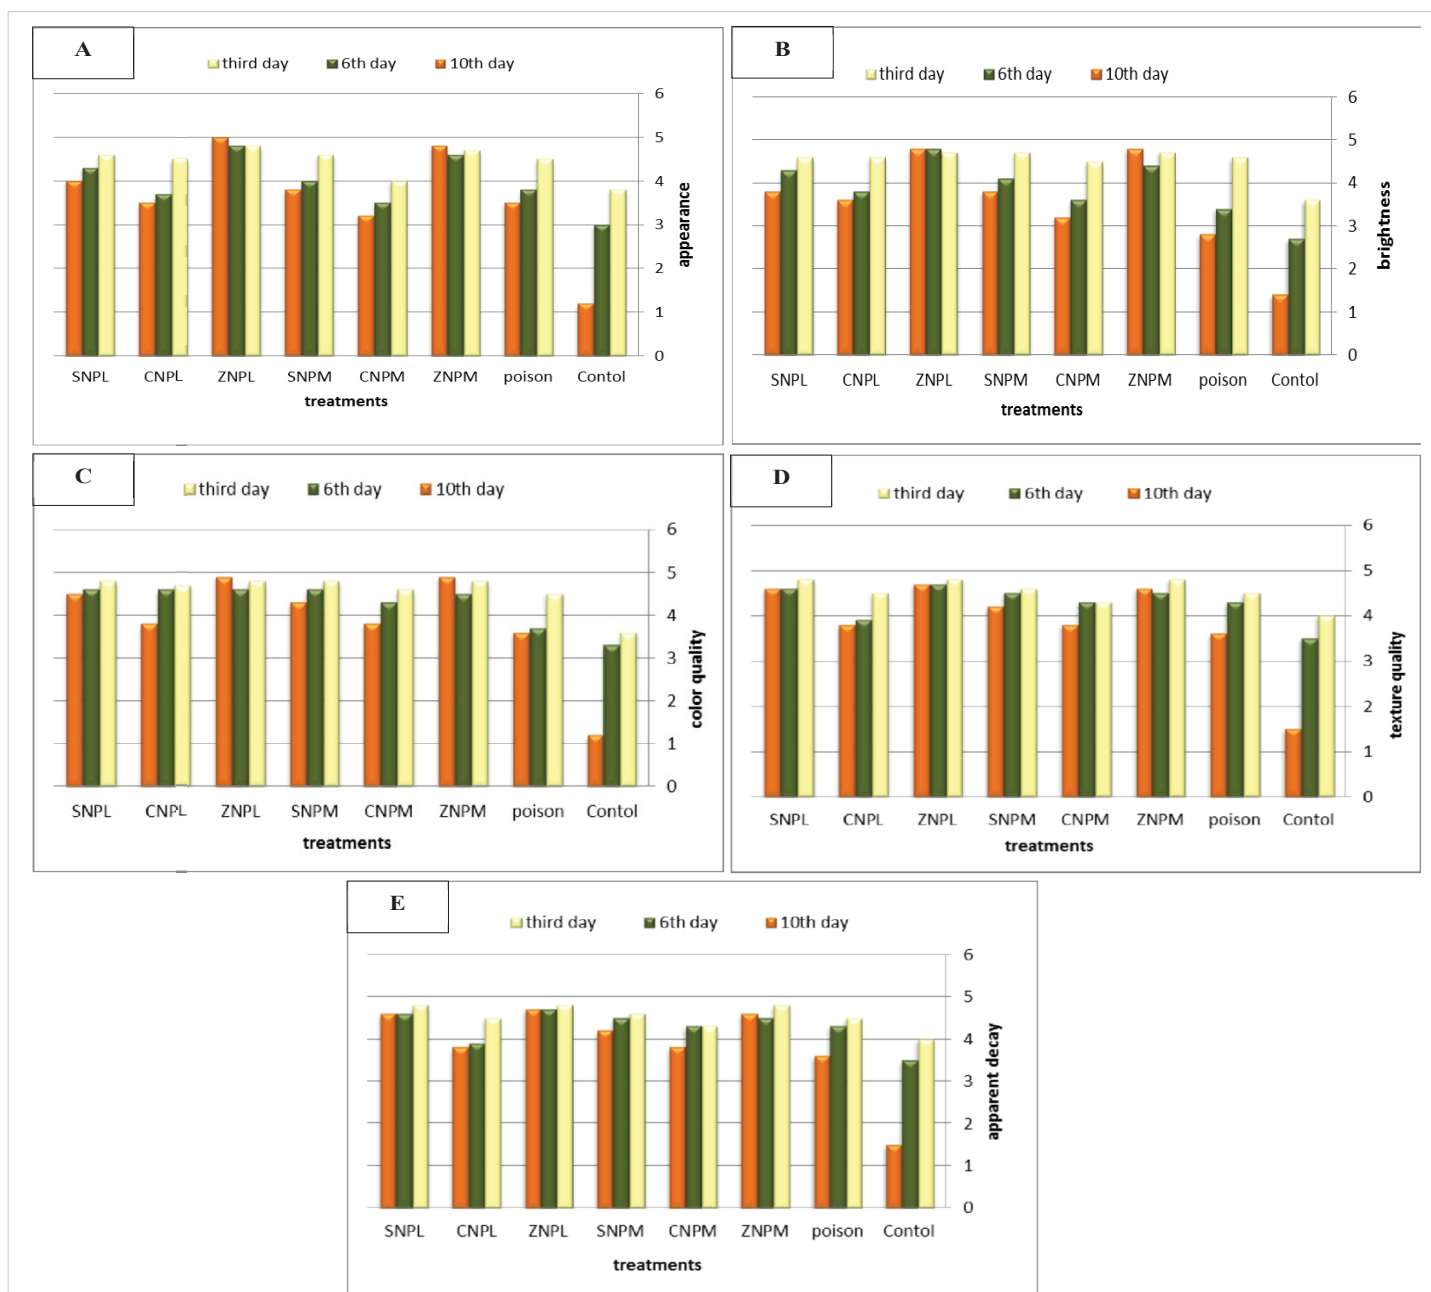 A
third day 6th day 10th day
6
5
4
3
2
1
0
appearance
SNPL CNPL ZNPL SNPM CNPM ZNPM poison Contol
treatments
B
third day 6th day 10th day
6
5
4
3
2
1
0
brightness
SNPL CNPL ZNPL SNPM CNPM ZNPM poison Contol
treatments
C
third day 6th day 10th day
6
5
4
3
2
1
0
color quality
SNPL CNPL ZNPL SNPM CNPM ZNPM poison Contol
treatments
D
third day 6th day 10th day
6
5
4
3
2
1
0
texture quality
SNPL CNPL ZNPL SNPM CNPM ZNPM poison Contol
treatments
E
third day 6th day 10th day
6
5
4
3
2
1
0
apparent decay
SNPL CNPL ZNPL SNPM CNPM ZNPM poison Contol
treatments